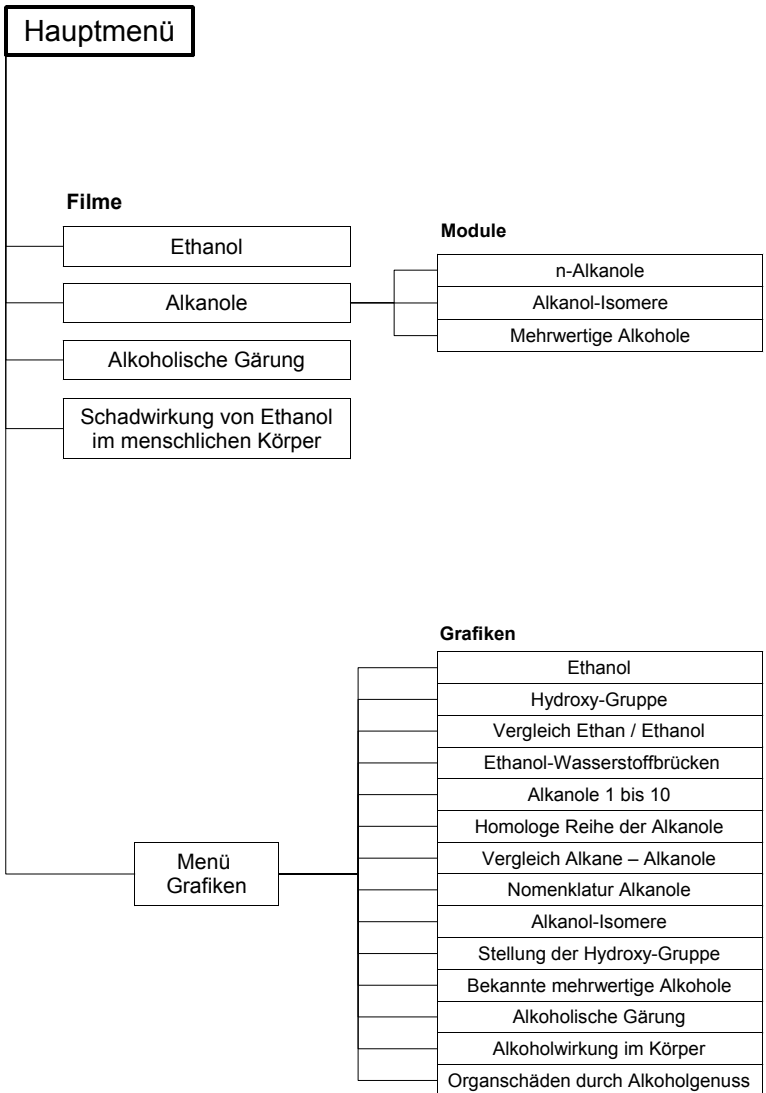 Hauptmenü
Filme
Ethanol
Alkanole
Alkoholische Gärung
Schadwirkung von Ethanol
im menschlichen Körper
Module
n-Alkanole
Alkanol-Isomere
Mehrwertige Alkohole
Menü
Grafiken
Grafiken
Ethanol
Hydroxy-Gruppe
Vergleich Ethan / Ethanol
Ethanol-Wasserstoffbrücken
Alkanole 1 bis 10
Homologe Reihe der Alkanole
Vergleich Alkane – Alkanole
Nomenklatur Alkanole
Alkanol-Isomere
Stellung der Hydroxy-Gruppe
Bekannte mehrwertige Alkohole
Alkoholische Gärung
Alkoholwirkung im Körper
Organschäden durch Alkoholgenuss